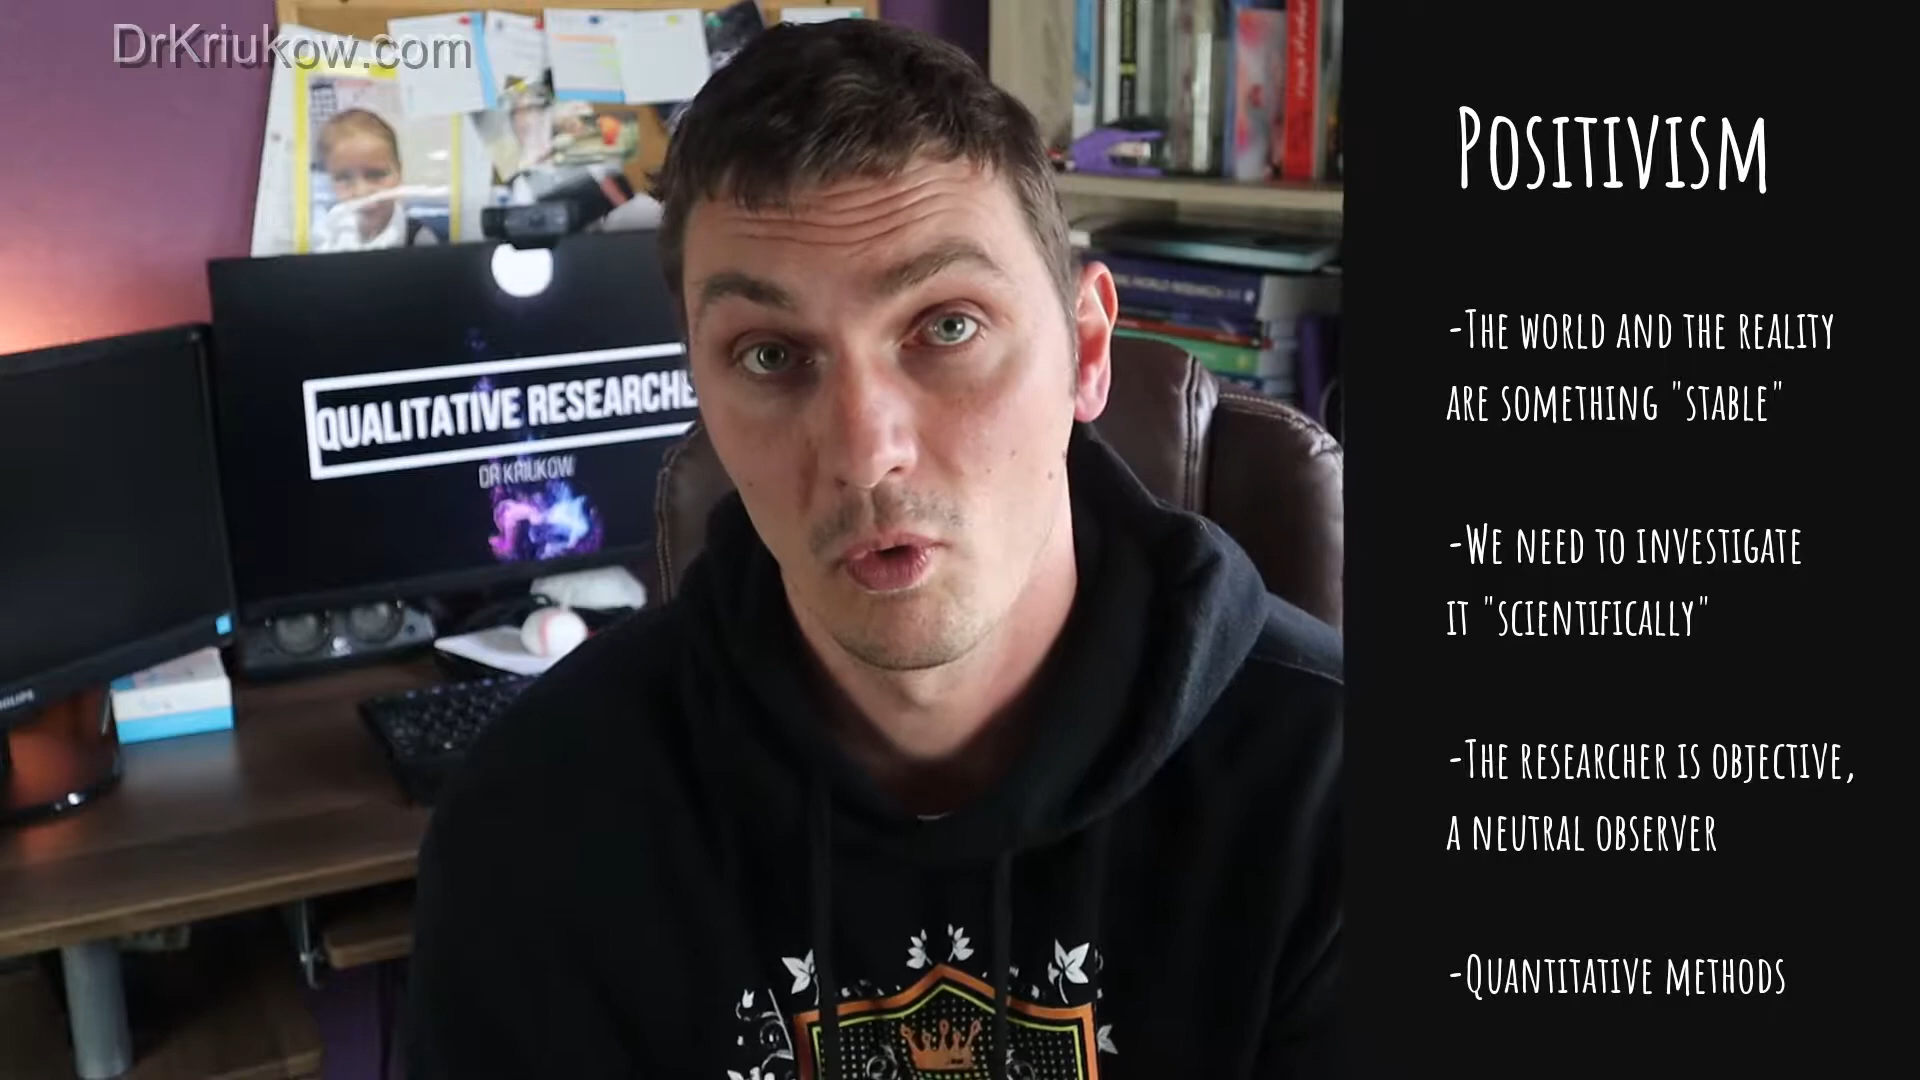 DrKriukow.com
QUALITATIVE RESEARCHE
DR KRIUKOW
POSITIVISM
-THE WORLD AND THE REALITY
ARE SOMETHING "STABLE"
-WE NEED TO INVESTIGATE
IT "SCIENTIFICALLY"
-THE RESEARCHER IS OBJECTIVE,
A NEUTRAL OBSERVER
-QUANTITATIVE METHODS